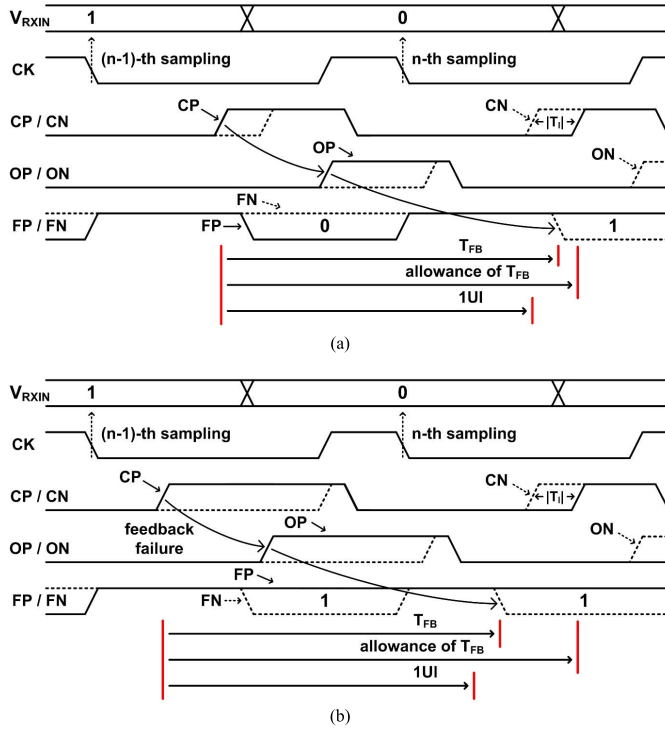 V_RXIN 1 0
CK (n-1)-th sampling n-th sampling
CP / CN CP CN |T_I|
OP / ON OP ON
FP / FN FN FP 0 1
T_FB
allowance of T_FB
1UI
(a)
V_RXIN 1 0
CK (n-1)-th sampling n-th sampling
CP / CN CP CN |T_I|
feedback
failure
OP / ON OP ON
FP / FN FP FN 1 1
T_FB
allowance of T_FB
1UI
(b)